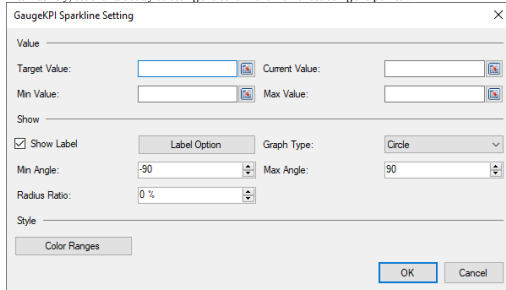 GaugeKPI Sparkline Setting
Value
Target Value:
Current Value:
Min Value:
Max Value:
Show
Show Label
Label Option
Graph Type:
Circle
Min Angle:
-90
Max Angle:
90
Radius Ratio:
0 %
Style
Color Ranges
OK
Cancel